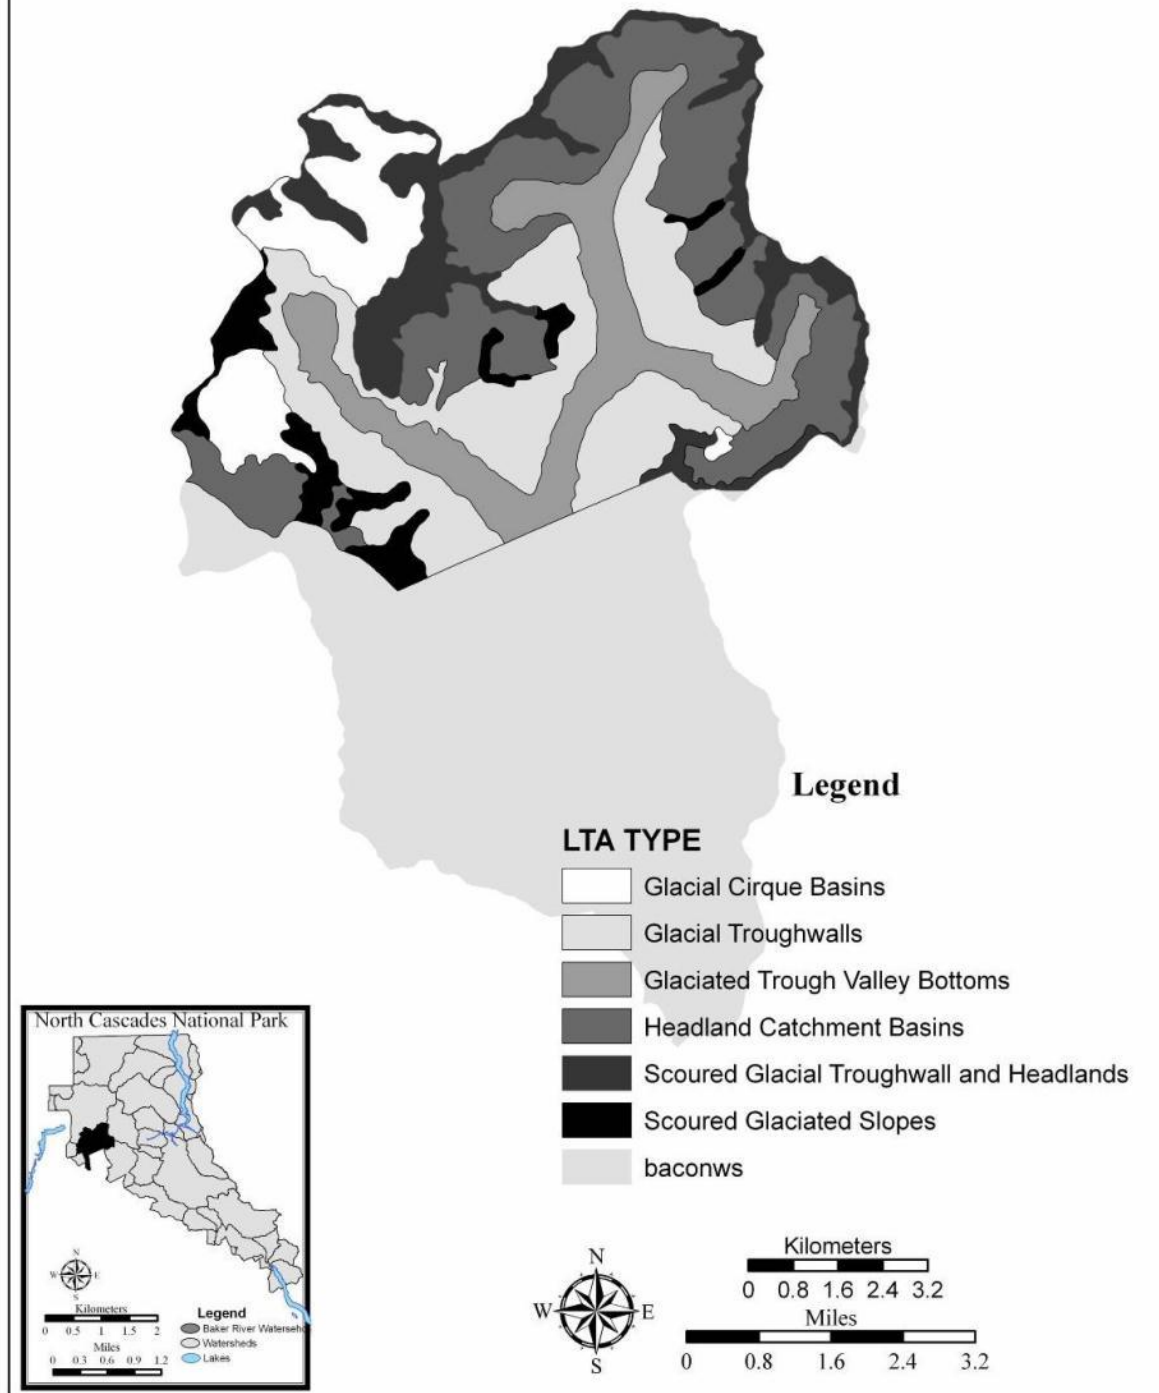 Legend
LTA TYPE
Glacial Cirque Basins
Glacial Troughwalls
Glaciated Trough Valley Bottoms
Headland Catchment Basins
Scoured Glacial Troughwall and Headlands
Scoured Glaciated Slopes
baconws
North Cascades National Park
N
W E
S
Kilometers
0 0.5 1 1.5 2
Miles
0 0.3 0.6 0.9 1.2
Legend
Baker River Watersehe
Watersheds
Lakes
N
W E
S
Kilometers
0 0.8 1.6 2.4 3.2
Miles
0 0.8 1.6 2.4 3.2